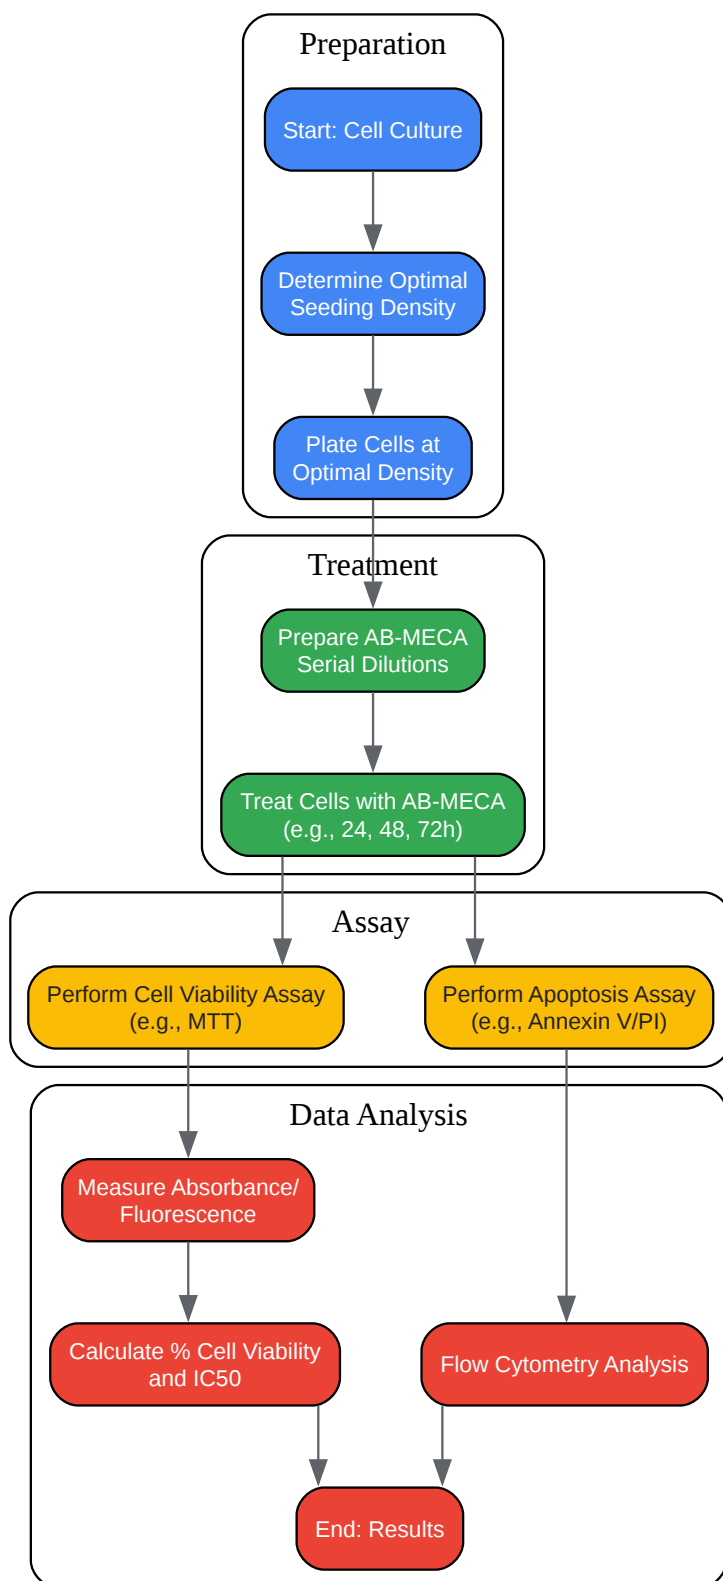 Preparation
Start: Cell Culture
Determine Optimal
Seeding Density
Plate Cells at
Optimal Density
Treatment
Prepare AB-MECA
Serial Dilutions
Treat Cells with AB-MECA
(e.g., 24, 48, 72h)
Assay
Perform Cell Viability Assay
(e.g., MTT)
Perform Apoptosis Assay
(e.g., Annexin V/PI)
Data Analysis
Measure Absorbance/
Fluorescence
Calculate % Cell Viability
and IC50
Flow Cytometry Analysis
End: Results